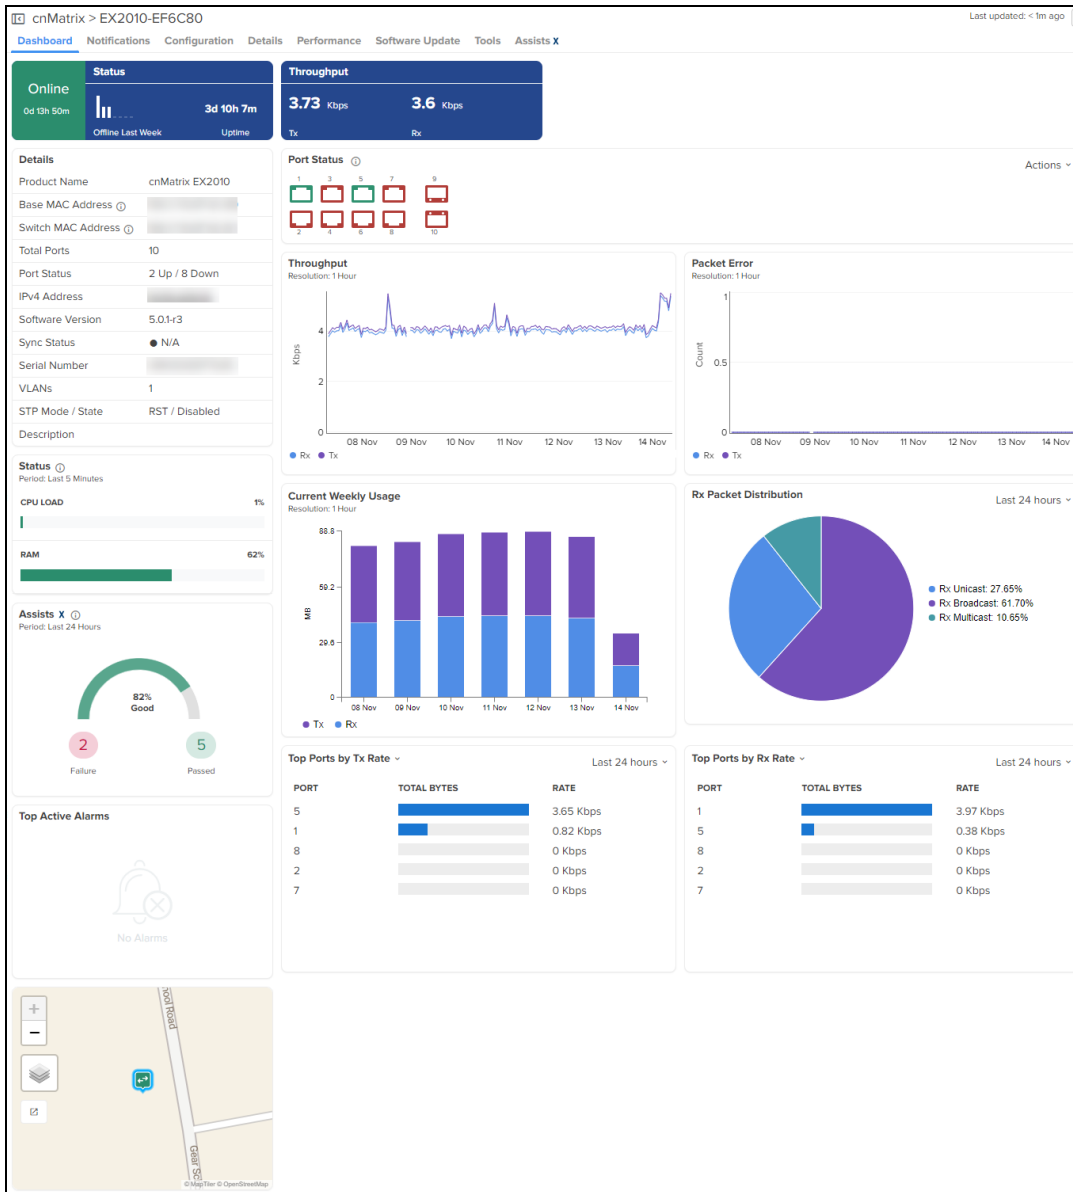 cnMatrix > EX2010-EF6C80
Last updated: < 1m ago
Dashboard Notifications Configuration Details Performance Software Update Tools Assists X
Online
0d 13h 50m
Status
3d 10h 7m
Offline Last Week Uptime
Throughput
3.73 Kbps 3.6 Kbps
Tx Rx
Details
Product Name cnMatrix EX2010
Base MAC Address
Switch MAC Address
Total Ports 10
Port Status 2 Up / 8 Down
IPv4 Address
Software Version 5.0.1-r3
Sync Status N/A
Serial Number
VLANs 1
STP Mode / State RST / Disabled
Description
Port Status
Actions
1 3 5 7 9
2 4 6 8 10
Throughput
Resolution: 1 Hour
Kbps
4
2
0
08 Nov 09 Nov 10 Nov 11 Nov 12 Nov 13 Nov 14 Nov
Rx Tx
Packet Error
Resolution: 1 Hour
Count
1
0.5
0
08 Nov 09 Nov 10 Nov 11 Nov 12 Nov 13 Nov 14 Nov
Rx Tx
Status
Period: Last 5 Minutes
CPU LOAD 1%
RAM 62%
Current Weekly Usage
Resolution: 1 Hour
MB
88.8
59.2
29.6
0
08 Nov 09 Nov 10 Nov 11 Nov 12 Nov 13 Nov 14 Nov
Tx Rx
Rx Packet Distribution
Last 24 hours
Rx Unicast: 27.65%
Rx Broadcast: 61.70%
Rx Multicast: 10.65%
Assists X
Period: Last 24 Hours
82%
Good
2 5
Failure Passed
Top Ports by Tx Rate
Last 24 hours
PORT TOTAL BYTES RATE
5 3.65 Kbps
1 0.82 Kbps
8 0 Kbps
2 0 Kbps
7 0 Kbps
Top Ports by Rx Rate
Last 24 hours
PORT TOTAL BYTES RATE
1 3.97 Kbps
5 0.38 Kbps
8 0 Kbps
2 0 Kbps
7 0 Kbps
Top Active Alarms
No Alarms
+
−
hool Road
Gear Sc
© MapTiler © OpenStreetMap